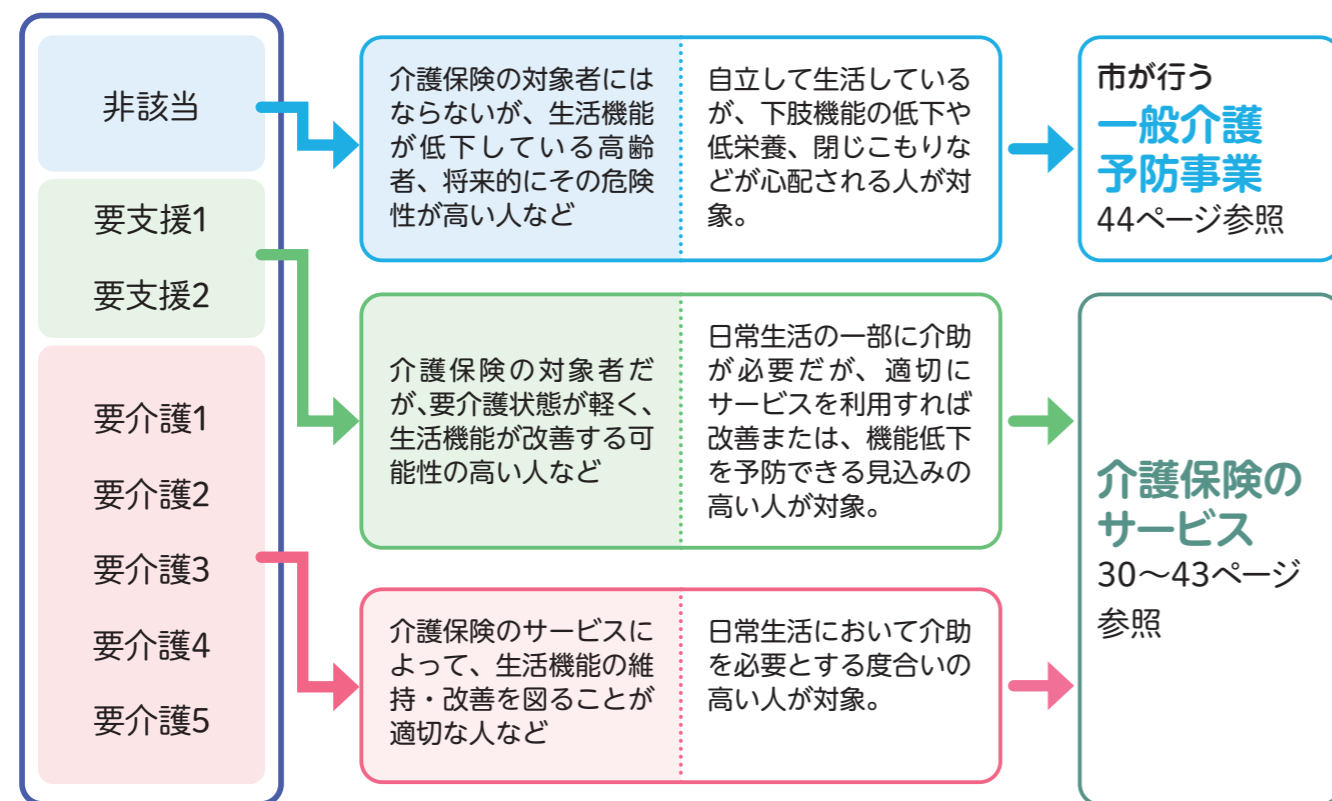 非該当
要支援1
要支援2
要介護1
要介護2
要介護3
要介護4
要介護5
介護保険の対象者には
ならないが、生活機能
が低下している高齢
者、将来的にその危険
性が高い人など
自立して生活している
が、下肢機能の低下や
低栄養、閉じこもりな
どが心配される人が対
象。
市が行う
一般介護
予防事業
44ページ参照
介護保険の対象者だ
が、要介護状態が軽く、
生活機能が改善する可
能性の高い人など
日常生活の一部に介助
が必要だが、適切に
サービスを利用すれば
改善または、機能低下
を予防できる見込みの
高い人が対象。
介護保険のサービスに
よって、生活機能の維
持・改善を図ることが
適切な人など
日常生活において介助
を必要とする度合いの
高い人が対象。
介護保険の
サービス
30〜43ページ
参照